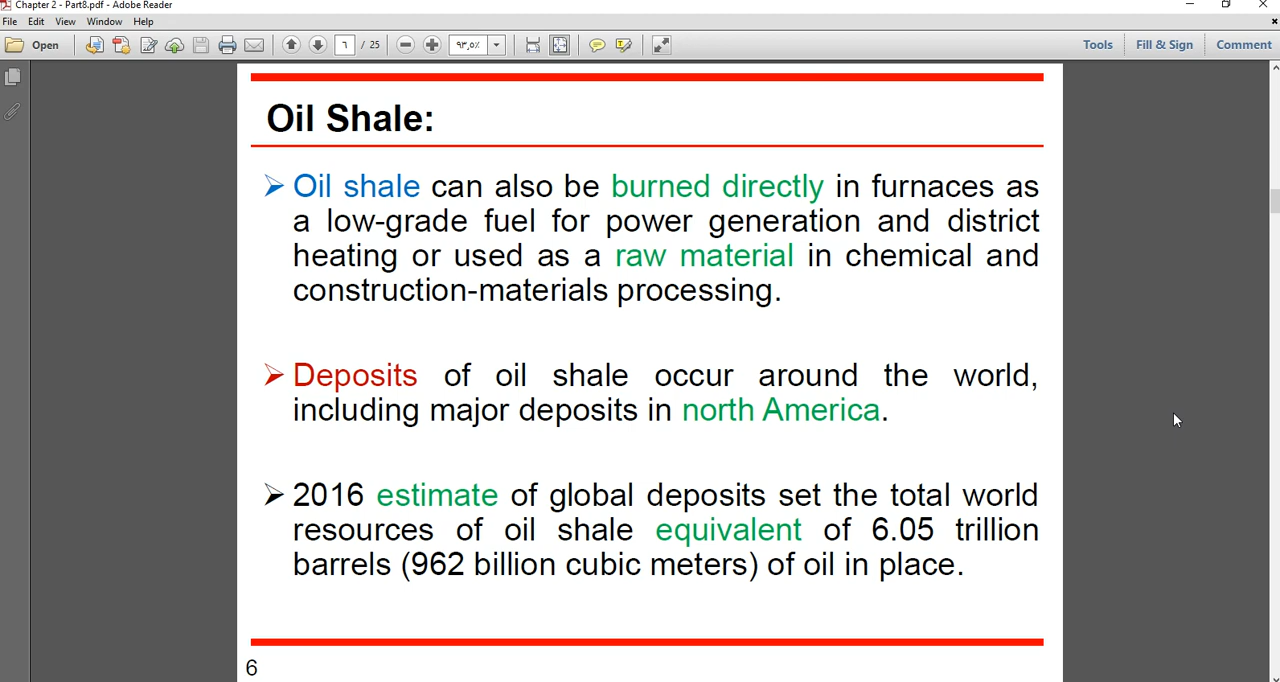 Chapter 2 - Part8.pdf - Adobe Reader
File Edit View Window Help
Open ٦ / 25 ٩٣,٥٪ Tools Fill & Sign Comment
Oil Shale:
➢ Oil shale can also be burned directly in furnaces as
a low-grade fuel for power generation and district
heating or used as a raw material in chemical and
construction-materials processing.
➢ Deposits of oil shale occur around the world,
including major deposits in north America.
➢ 2016 estimate of global deposits set the total world
resources of oil shale equivalent of 6.05 trillion
barrels (962 billion cubic meters) of oil in place.
6